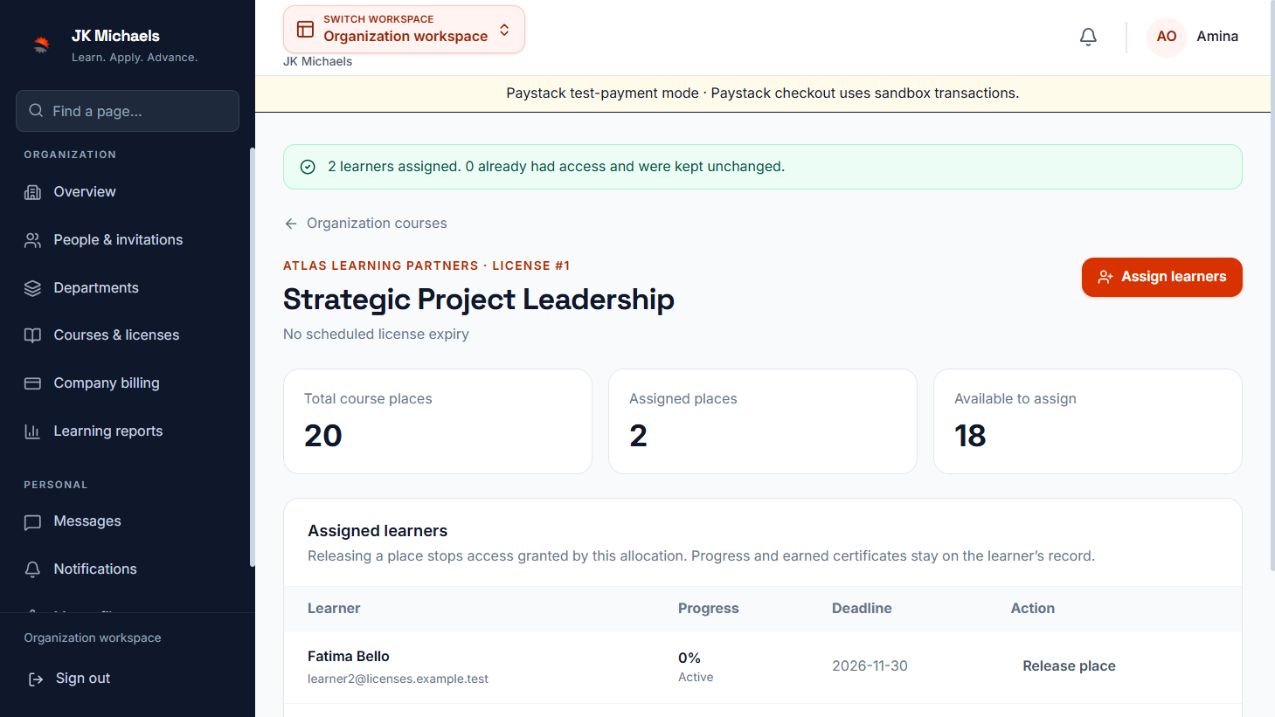 JK Michaels
Learn. Apply. Advance.
Find a page...
ORGANIZATION
Overview
People & invitations
Departments
Courses & licenses
Company billing
Learning reports
PERSONAL
Messages
Notifications
Organization workspace
Sign out
SWITCH WORKSPACE
Organization workspace
JK Michaels
AO
Amina
Paystack test-payment mode · Paystack checkout uses sandbox transactions.
2 learners assigned. 0 already had access and were kept unchanged.
Organization courses
ATLAS LEARNING PARTNERS · LICENSE #1
Strategic Project Leadership
No scheduled license expiry
Assign learners
Total course places
20
Assigned places
2
Available to assign
18
Assigned learners
Releasing a place stops access granted by this allocation. Progress and earned certificates stay on the learner’s record.
Learner Progress Deadline Action
Fatima Bello
learner2@licenses.example.test
0%
Active
2026-11-30
Release place